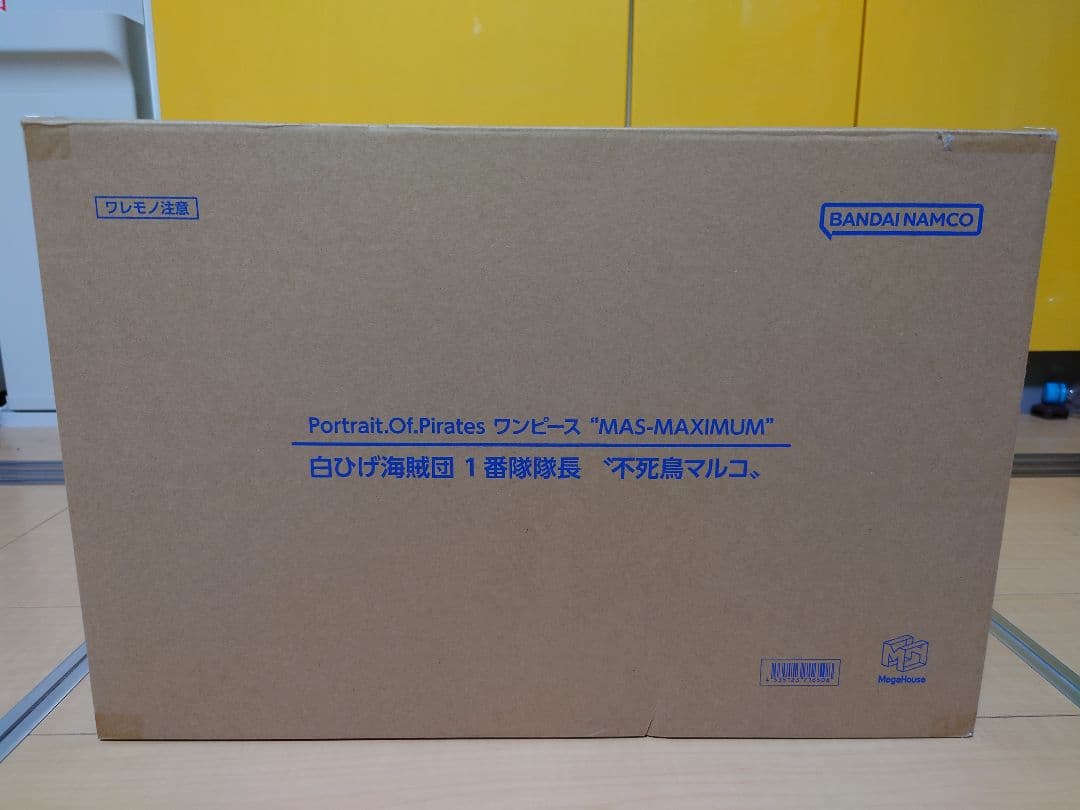 ワレモノ注意
BANDAI NAMCO
Portrait.Of.Pirates ワンピース "MAS-MAXIMUM"
白ひげ海賊団 1番隊隊長 〝不死鳥マルコ〟
MegaHouse